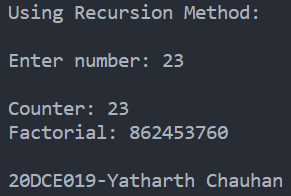 Using Recursion Method:
Enter number: 23
Counter: 23
Factorial: 862453760
20DCE019-Yatharth Chauhan